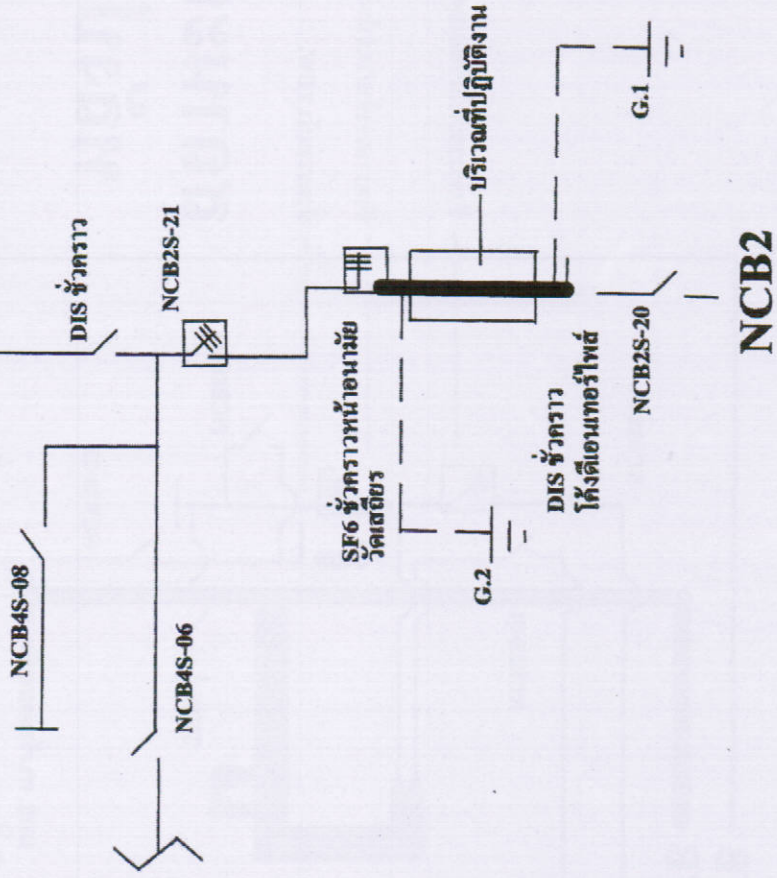 DIS ชั่วคราว
NCB2S-21
NCB4S-08
NCB4S-06
SF6 ชั่วคราวหน้าอนามัย
วัดเสถียร
บริเวณที่ปฏิบัติงาน
G.2
G.1
DIS ชั่วคราว
โค้งดีเอนเทอร์ไพส์
NCB2S-20
NCB2